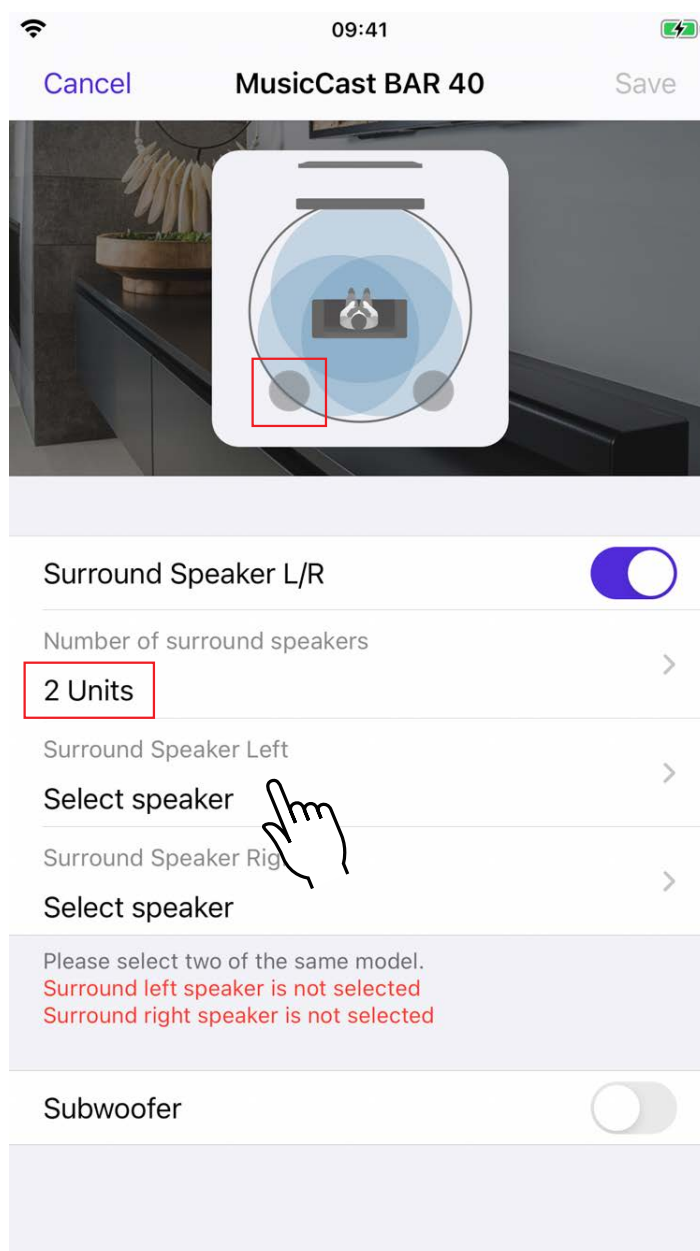 09:41
Cancel MusicCast BAR 40 Save
Surround Speaker L/R
Number of surround speakers
2 Units
Surround Speaker Left
Select speaker
Surround Speaker Rig
Select speaker
Please select two of the same model.
Surround left speaker is not selected
Surround right speaker is not selected
Subwoofer